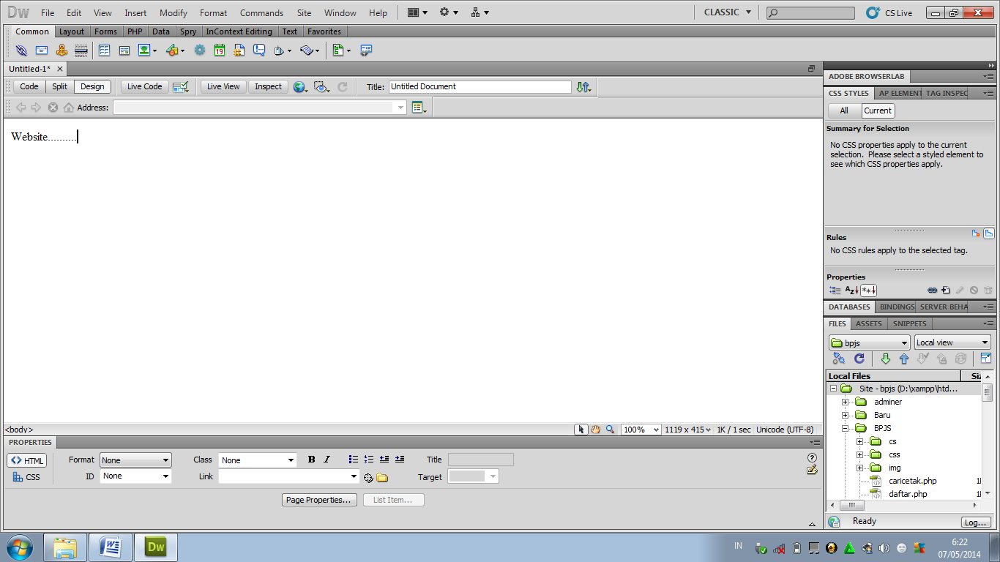 Dw File Edit View Insert Modify Format Commands Site Window Help CLASSIC CS Live
Common Layout Forms PHP Data Spry InContext Editing Text Favorites
19
Untitled-1*
Code Split Design Live Code Live View Inspect Title: Untitled Document
Address:
Website..........
<body> 100% 1119 x 415 1K / 1 sec Unicode (UTF-8)
PROPERTIES
HTML Format None Class None B I Title
CSS ID None Link Target
Page Properties... List Item...
ADOBE BROWSERLAB
CSS STYLES AP ELEMENT TAG INSPEC
All Current
Summary for Selection
No CSS properties apply to the current
selection. Please select a styled element to
see which CSS properties apply.
Rules
No CSS rules apply to the selected tag.
Properties
Az
DATABASES BINDINGS SERVER BEHA
FILES ASSETS SNIPPETS
bpjs Local view
Local Files Siz
Site - bpjs (D:\xampp\htd...
adminer
Baru
BPJS
cs
css
img
caricetak.php 1
daftar.php 1
Ready Log...
W Dw IN 6:22
07/05/2014